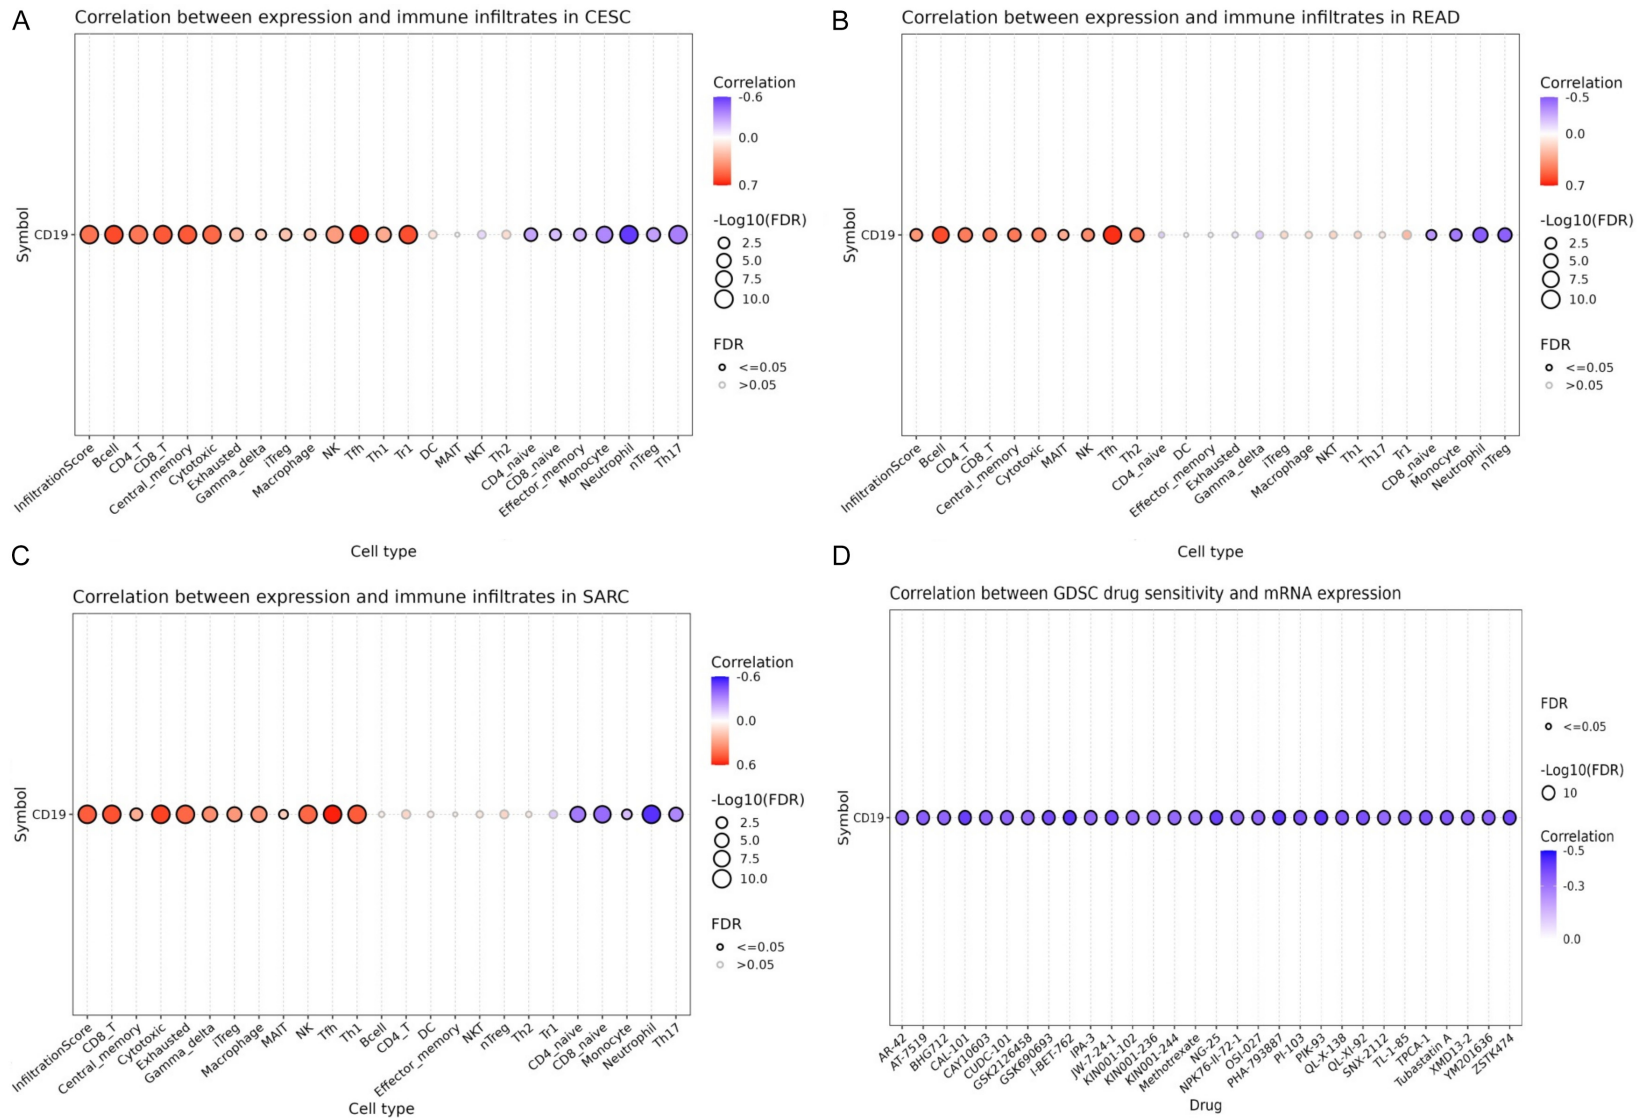 A
Correlation between expression and immune infiltrates in CESC
Symbol
CD19
InfiltrationScore
Bcell
CD4_T
CD8_T
Central_memory
Cytotoxic
Exhausted
Gamma_delta
iTreg
Macrophage
NK
Tfh
Th1
Tr1
DC
MAIT
NKT
Th2
CD4_naive
CD8_naive
Effector_memory
Monocyte
Neutrophil
nTreg
Th17
Cell type
Correlation
-0.6
0.0
0.7
-Log10(FDR)
2.5
5.0
7.5
10.0
FDR
<=0.05
>0.05
B
Correlation between expression and immune infiltrates in READ
Symbol
CD19
InfiltrationScore
Bcell
CD4_T
CD8_T
Central_memory
Cytotoxic
MAIT
NK
Tfh
Th2
CD4_naive
DC
Effector_memory
Exhausted
Gamma_delta
iTreg
Macrophage
NKT
Th1
Th17
Tr1
CD8_naive
Monocyte
Neutrophil
nTreg
Cell type
Correlation
-0.5
0.0
0.7
-Log10(FDR)
2.5
5.0
7.5
10.0
FDR
<=0.05
>0.05
C
Correlation between expression and immune infiltrates in SARC
Symbol
CD19
InfiltrationScore
CD8_T
Central_memory
Cytotoxic
Exhausted
Gamma_delta
iTreg
Macrophage
MAIT
NK
Tfh
Th1
Bcell
CD4_T
DC
Effector_memory
NKT
nTreg
Th2
Tr1
CD4_naive
CD8_naive
Monocyte
Neutrophil
Th17
Cell type
Correlation
-0.6
0.0
0.6
-Log10(FDR)
2.5
5.0
7.5
10.0
FDR
<=0.05
>0.05
D
Correlation between GDSC drug sensitivity and mRNA expression
Symbol
CD19
AR-42
AT-7519
BHG712
CAL-101
CAY10603
CUDC-101
GSK2126458
GSK690693
I-BET-762
IPA-3
JW-7-24-1
KIN001-102
KIN001-236
KIN001-244
Methotrexate
NG-25
NPK76-II-72-1
OSI-027
PHA-793887
PI-103
PIK-93
QL-X-138
QL-XI-92
SNX-2112
TL-1-85
TPCA-1
Tubastatin A
XMD13-2
YM201636
ZSTK474
Drug
FDR
<=0.05
-Log10(FDR)
10
Correlation
-0.5
-0.3
0.0